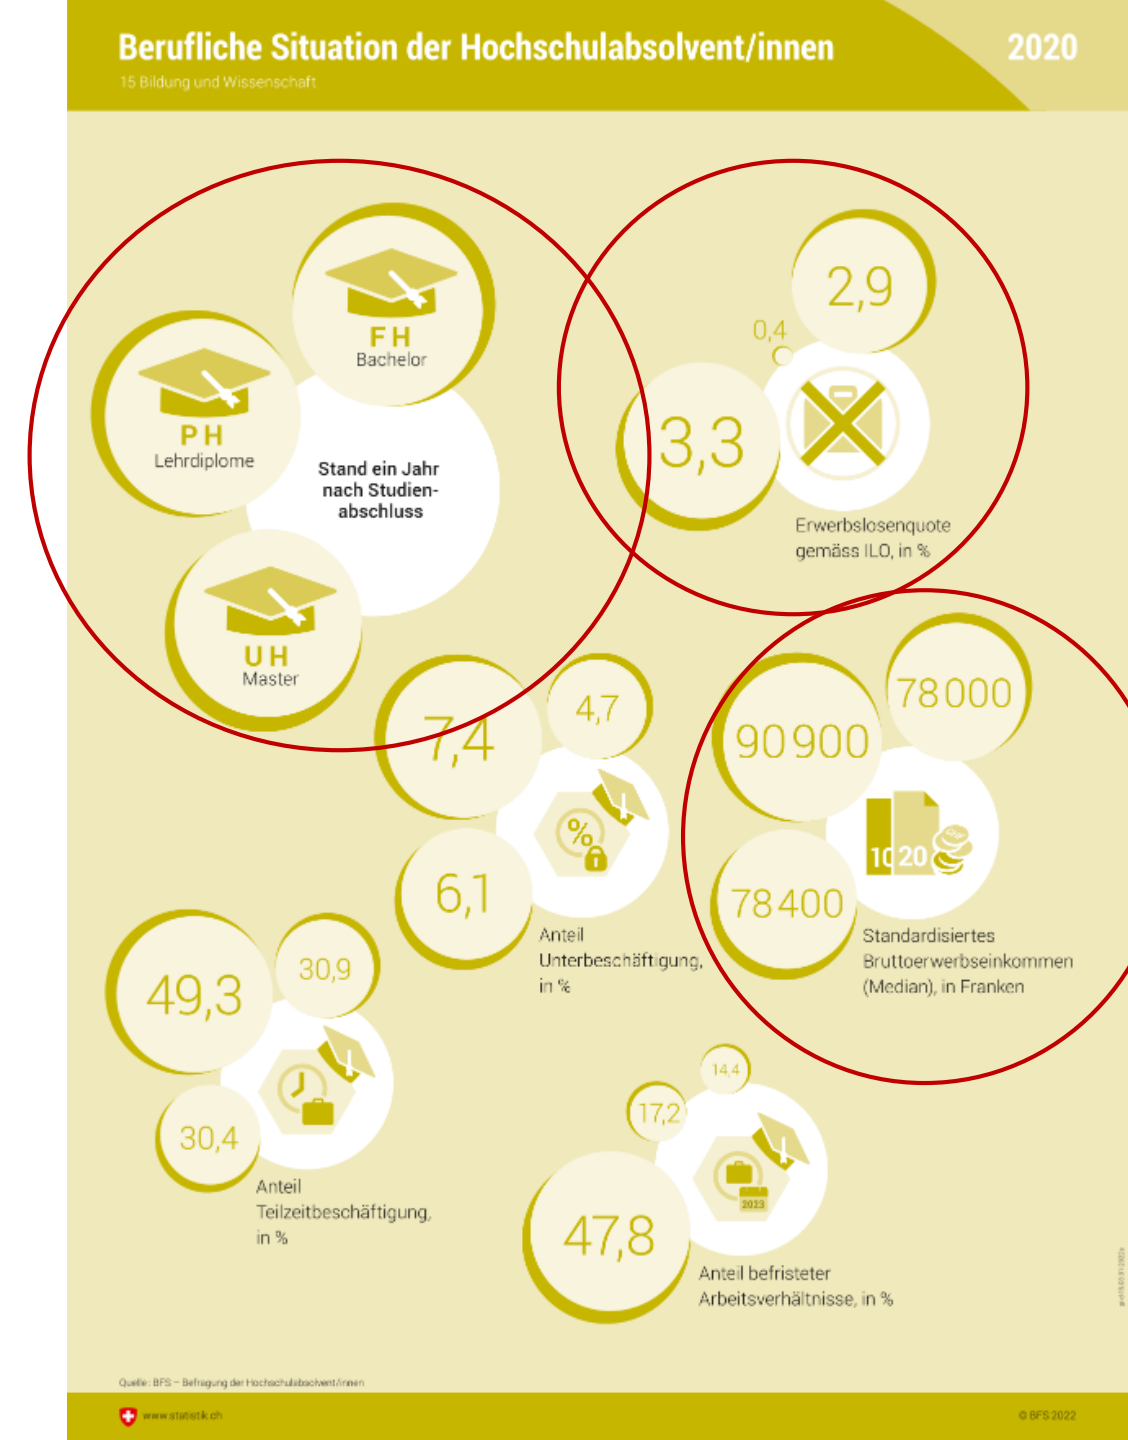 Berufliche Situation der Hochschulabsolvent/innen
2020
15 Bildung und Wissenschaft
FH
Bachelor
PH
Lehrdiplome
Stand ein Jahr
nach Studien-
abschluss
UH
Master
2,9
0,4
3,3
Erwerbslosenquote
gemäss ILO, in %
7,4
4,7
%
6,1
Anteil
Unterbeschäftigung,
in %
78 000
90 900
78 400
10
20
CHF
Standardisiertes
Bruttoerwerbseinkommen
(Median), in Franken
49,3
30,9
30,4
Anteil
Teilzeitbeschäftigung,
in %
14,4
17,2
2023
47,8
Anteil befristeter
Arbeitsverhältnisse, in %
Quelle: BFS – Befragung der Hochschulabsolvent/innen
www.statistik.ch
© BFS 2022